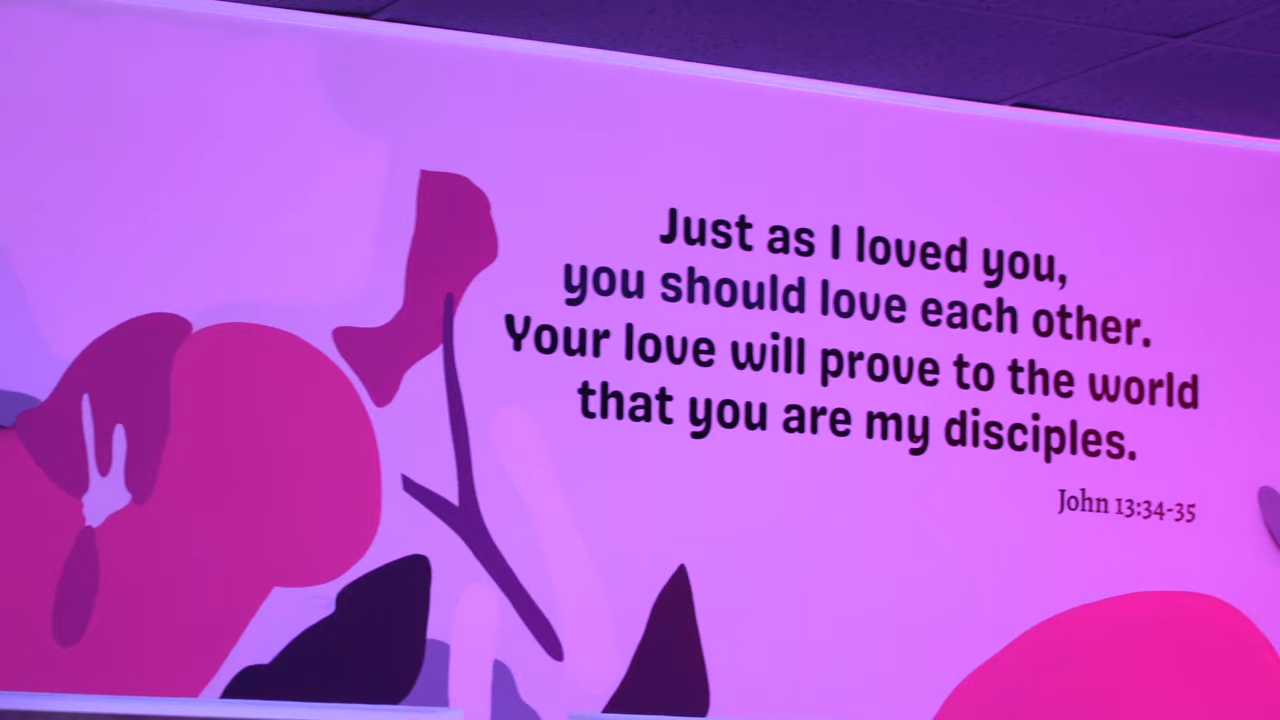 Just as I loved you,
you should love each other.
Your love will prove to the world
that you are my disciples.
John 13:34-35